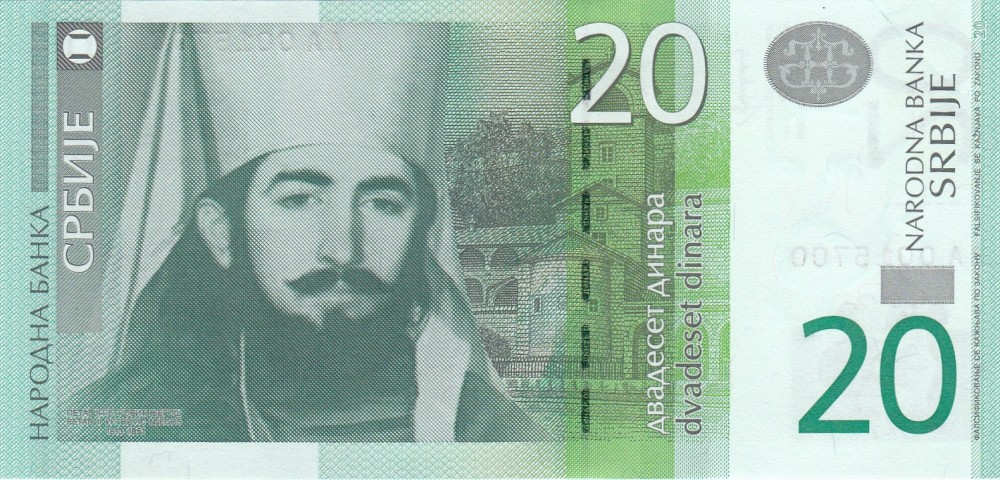 НАРОДНА БАНКА
СРБИЈЕ
20
двадесет динара
dvadeset dinara
NARODNA BANKA
SRBIJE
20
ФАЛСИФИКОВАЊЕ СЕ КАЖЊАВА ПО ЗАКОНУ FALSIFIKOVANJE SE KAŽNJAVA PO ZAKONU
20